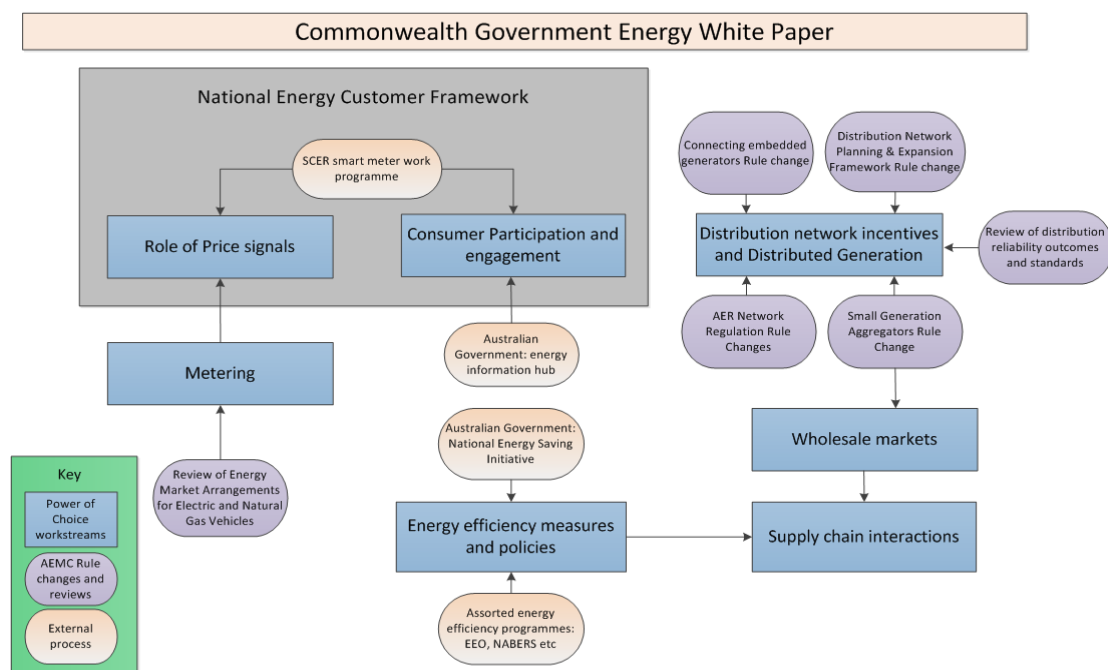 Commonwealth Government Energy White Paper
National Energy Customer Framework
SCER smart meter work
programme
Role of Price signals
Consumer Participation and
engagement
Connecting embedded
generators Rule change
Distribution Network
Planning & Expansion
Framework Rule change
Distribution network incentives
and Distributed Generation
Review of distribution
reliability outcomes
and standards
AER Network
Regulation Rule
Changes
Small Generation
Aggregators Rule
Change
Metering
Australian
Government: energy
information hub
Australian Government:
National Energy Saving
Initiative
Wholesale markets
Review of Energy
Market Arrangements
for Electric and Natural
Gas Vehicles
Energy efficiency measures
and policies
Supply chain interactions
Assorted energy
efficiency programmes:
EEO, NABERS etc
Key
Power of
Choice
workstreams
AEMC Rule
changes and
reviews
External
process